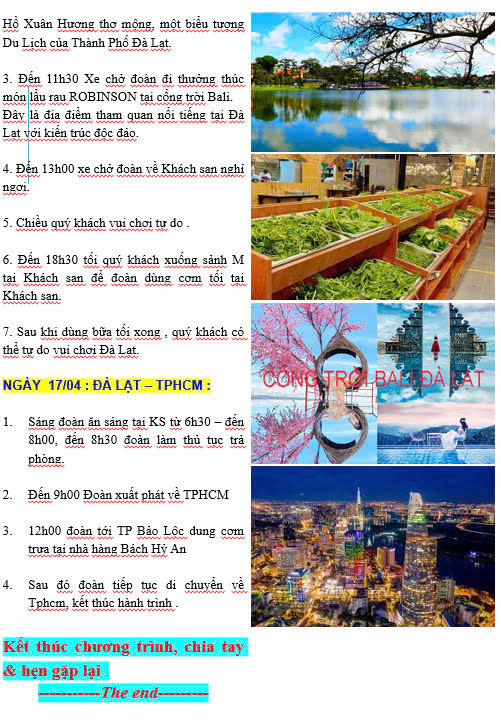 Hồ Xuân Hương thơ mộng, một biểu tượng
Du Lịch của Thành Phố Đà Lạt.
3. Đến 11h30 Xe chở đoàn đi thưởng thúc
món lẩu rau ROBINSON tại cổng trời Bali.
Đây là địa điểm tham quan nổi tiếng tại Đà
Lạt với kiến trúc độc đáo.
4. Đến 13h00 xe chở đoàn về Khách sạn nghỉ
ngơi.
5. Chiều quý khách vui chơi tự do .
6. Đến 18h30 tối quý khách xuống sảnh M
tại Khách sạn để đoàn dùng cơm tối tại
Khách sạn.
7. Sau khi dùng bữa tối xong , quý khách có
thể tự do vui chơi Đà Lạt.
CỔNG TRỜI BALI ĐÀ LẠT
NGÀY 17/04 : ĐÀ LẠT – TPHCM :
1. Sáng đoàn ăn sáng tại KS từ 6h30 – đến
8h00, đến 8h30 đoàn làm thủ tục trả
phòng.
2. Đến 9h00 Đoàn xuất phát về TPHCM
3. 12h00 đoàn tới TP Bảo Lộc dung cơm
trưa tại nhà hàng Bách Hỷ An
4. Sau đó đoàn tiếp tục di chuyển về
Tphcm, kết thúc hành trình .
Kết thúc chương trình, chia tay
& hẹn gặp lại
-----------The end---------